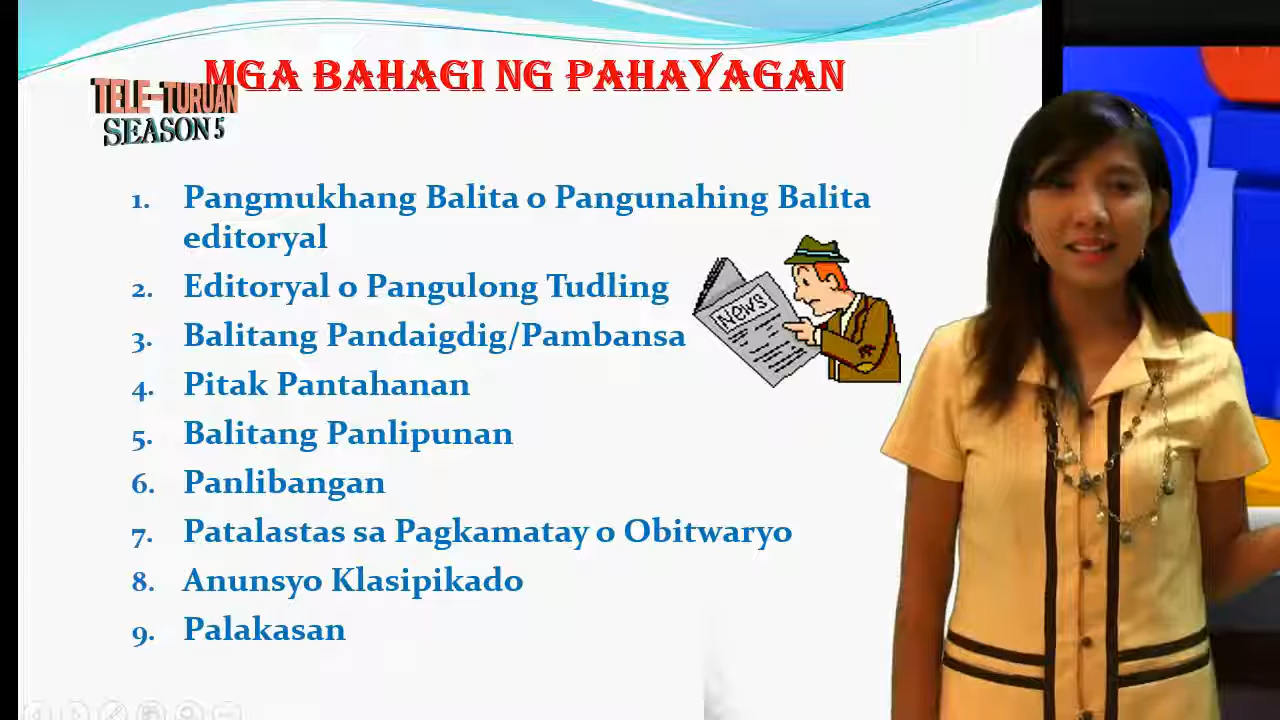 MGA BAHAGI NG PAHAYAGAN
TELE-TURUAN
SEASON 5
1. Pangmukhang Balita o Pangunahing Balita
editoryal
2. Editoryal o Pangulong Tudling
3. Balitang Pandaigdig/Pambansa
4. Pitak Pantahanan
5. Balitang Panlipunan
6. Panlibangan
7. Patalastas sa Pagkamatay o Obitwaryo
8. Anunsyo Klasipikado
9. Palakasan
News